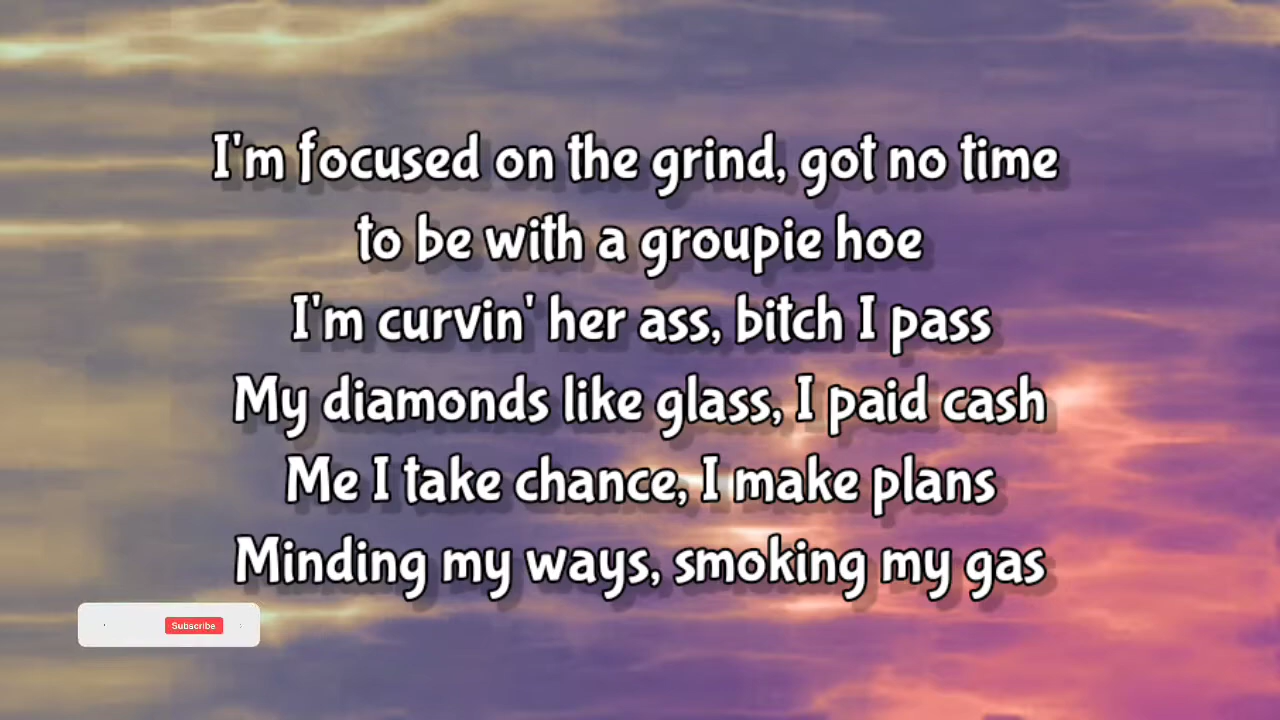 I'm focused on the grind, got no time
to be with a groupie hoe
I'm curvin' her ass, bitch I pass
My diamonds like glass, I paid cash
Me I take chance, I make plans
Minding my ways, smoking my gas
Subscribe